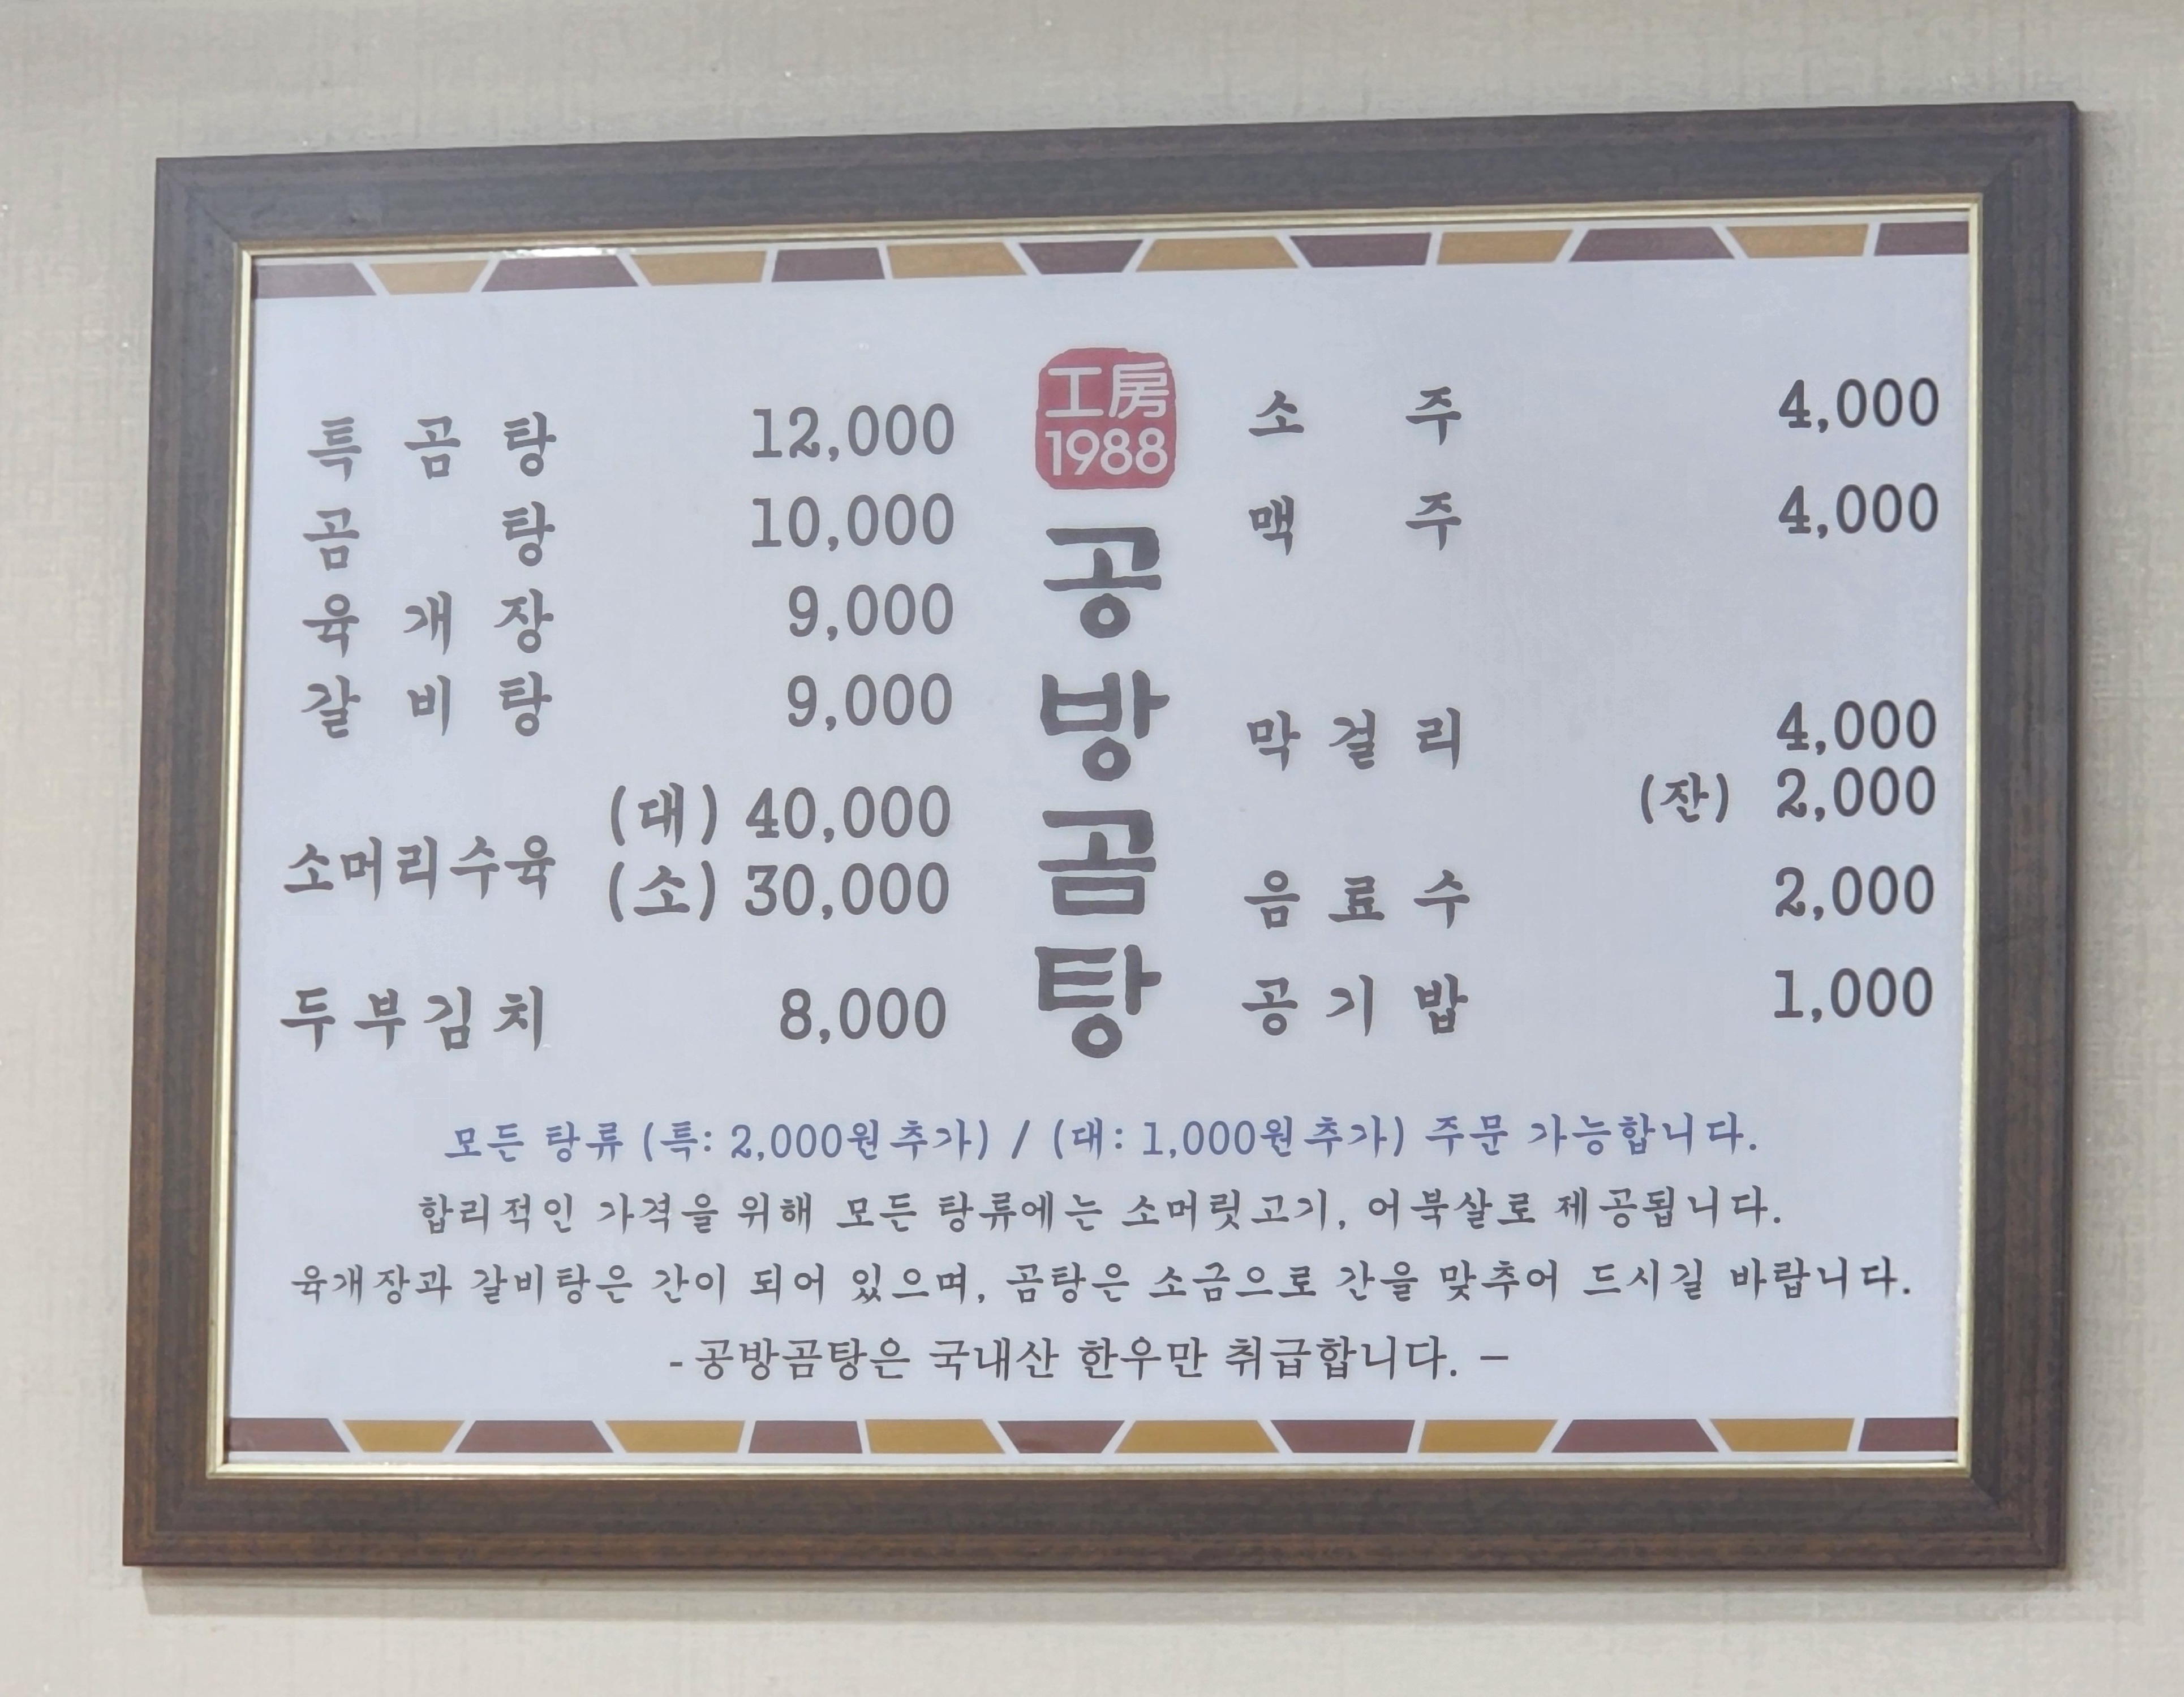 특곰탕 12,000
곰탕 10,000
육개장 9,000
갈비탕 9,000
소머리수육 (대) 40,000
(소) 30,000
두부김치 8,000
工房
1988
공방곰탕
소주 4,000
맥주 4,000
막걸리 4,000
(잔) 2,000
음료수 2,000
공기밥 1,000
모든 탕류 (특: 2,000원추가) / (대: 1,000원추가) 주문 가능합니다.
합리적인 가격을 위해 모든 탕류에는 소머릿고기, 어북살로 제공됩니다.
육개장과 갈비탕은 간이 되어 있으며, 곰탕은 소금으로 간을 맞추어 드시길 바랍니다.
- 공방곰탕은 국내산 한우만 취급합니다. -